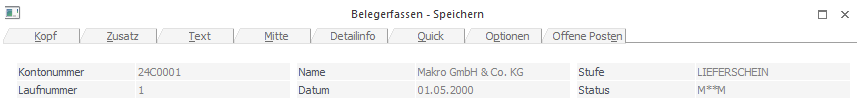 Belegerfassen - Speichern
Kopf Zusatz Text Mitte Detailinfo Quick Optionen Offene Posten
Kontonummer 24C0001 Name Makro GmbH & Co. KG Stufe LIEFERSCHEIN
Laufnummer 1 Datum 01.05.2000 Status M**M